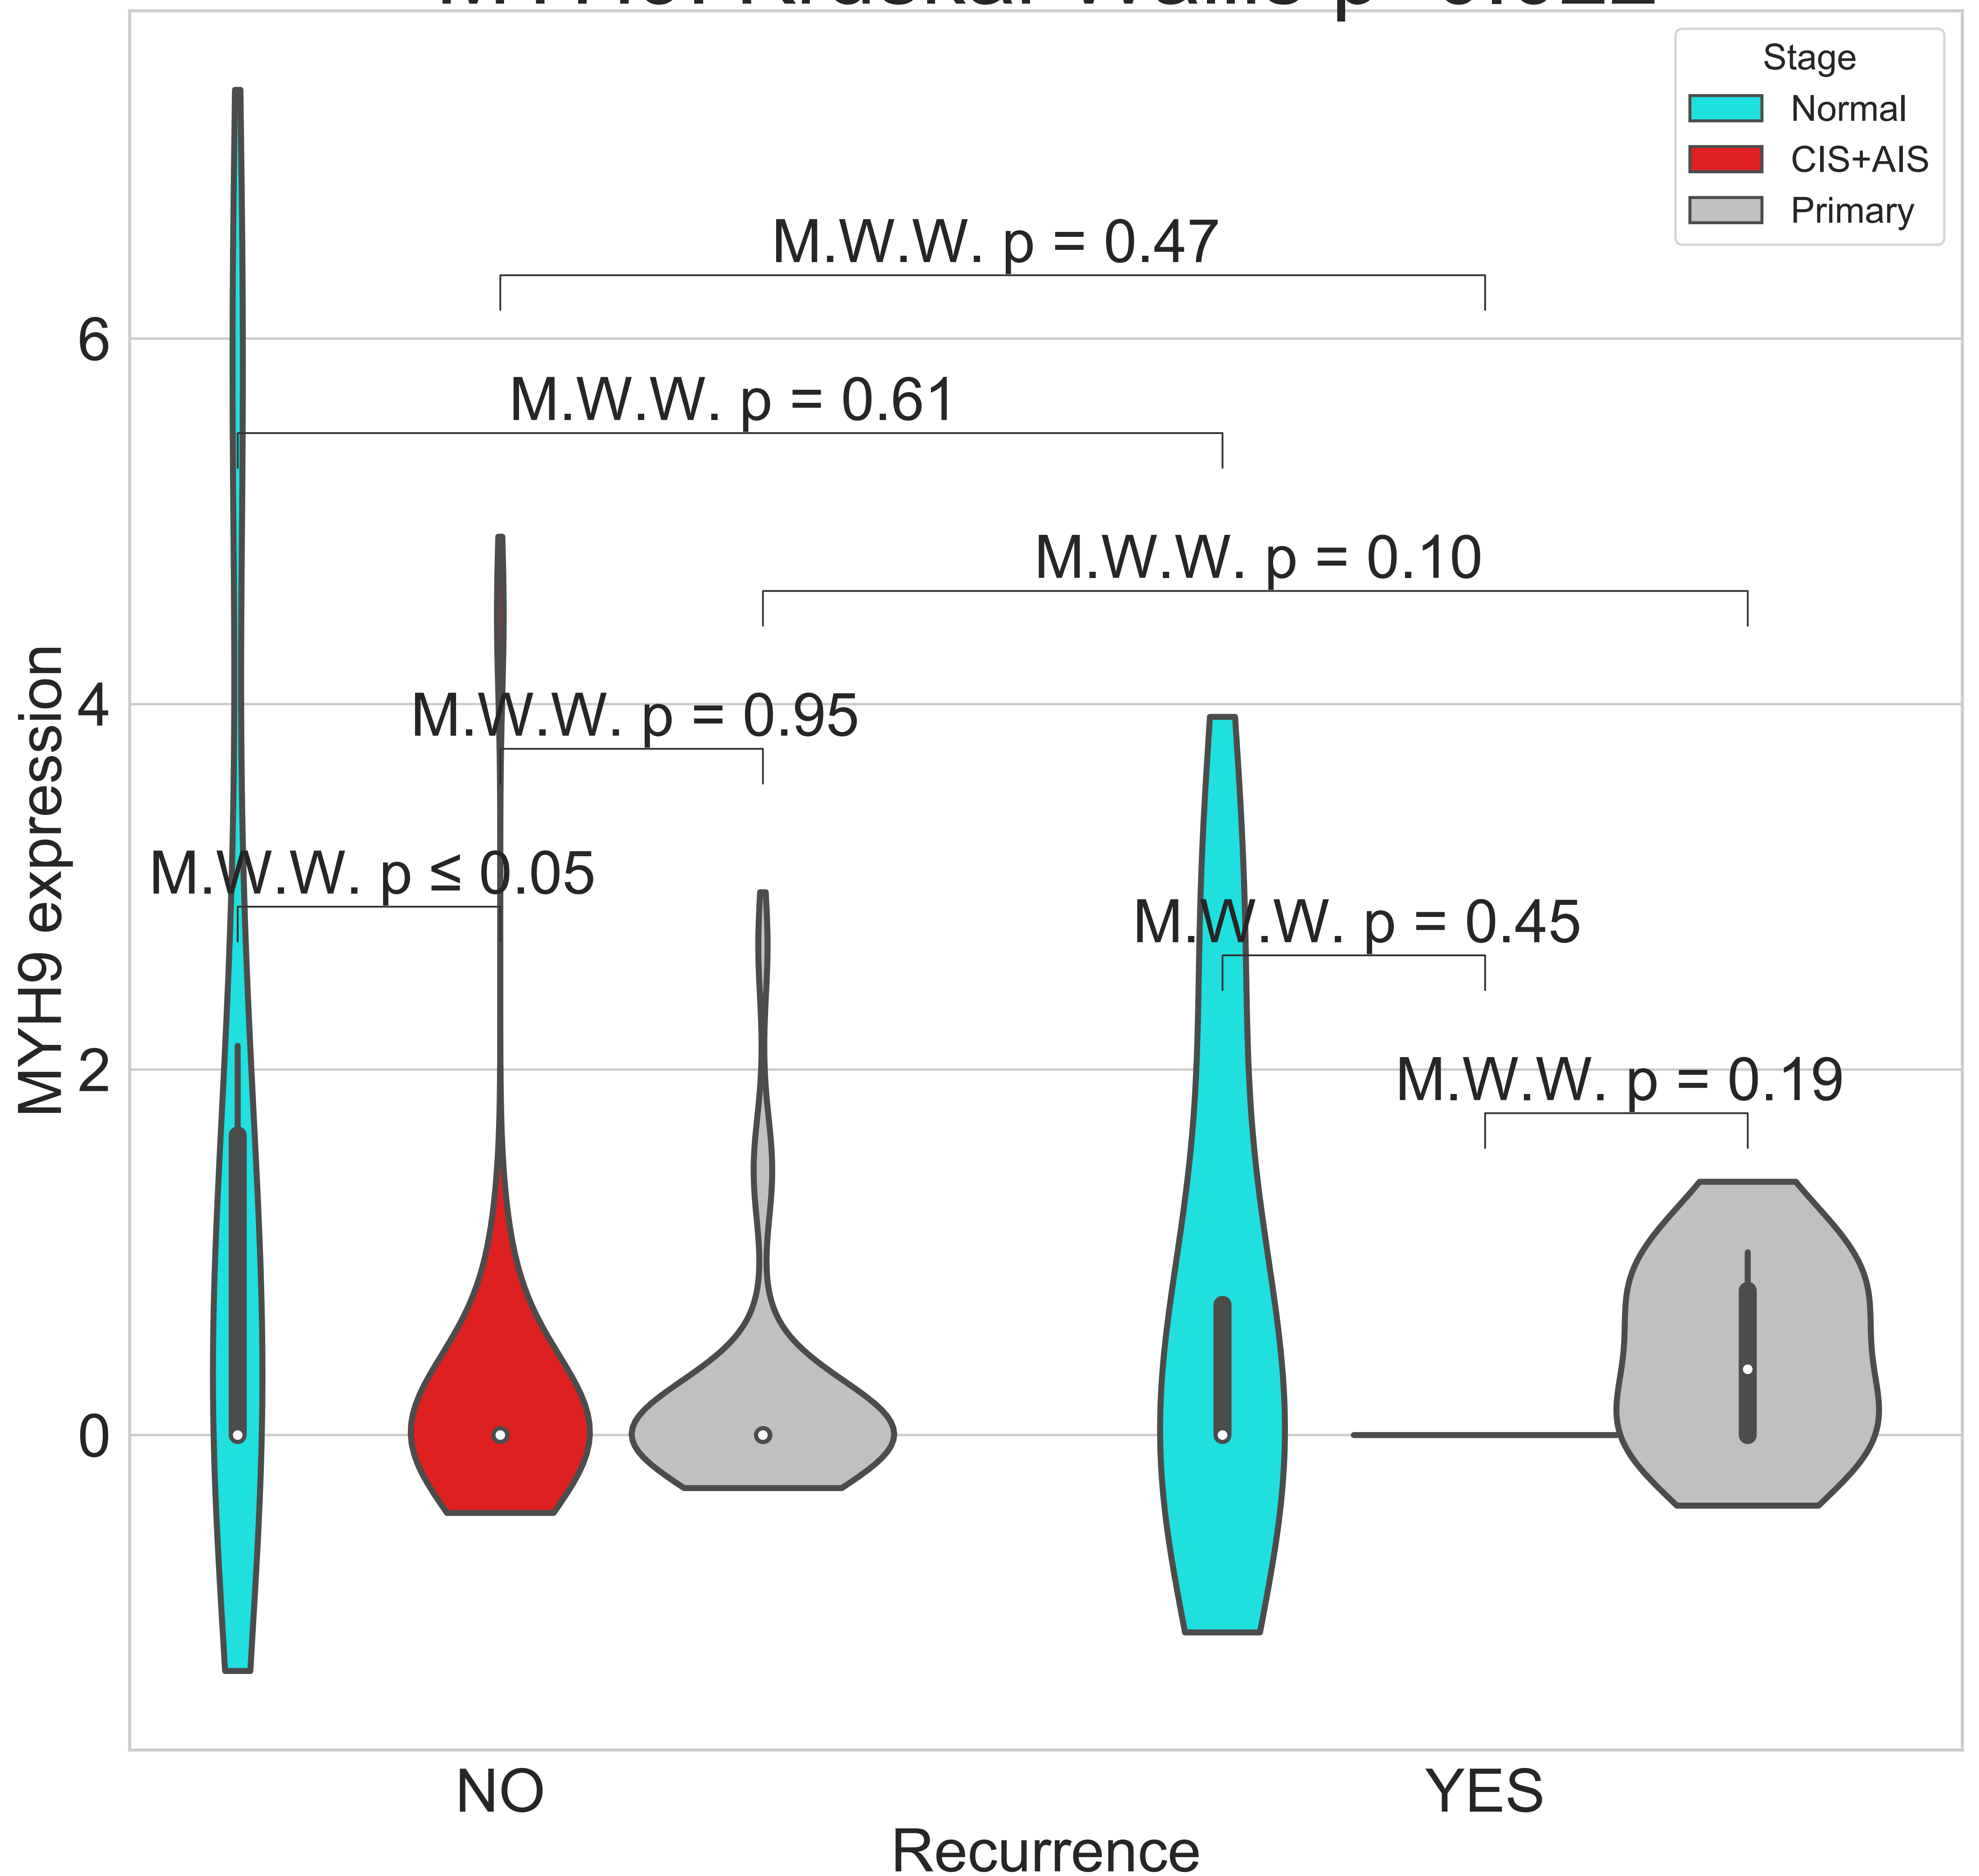 Stage
Normal
CIS+AIS
Primary
M.W.W. p = 0.47
6
M.W.W. p = 0.61
M.W.W. p = 0.10
4
M.W.W. p = 0.95
M.W.W. p ≤ 0.05
M.W.W. p = 0.45
2
M.W.W. p = 0.19
0
MYH9 expression
NO
YES
Recurrence